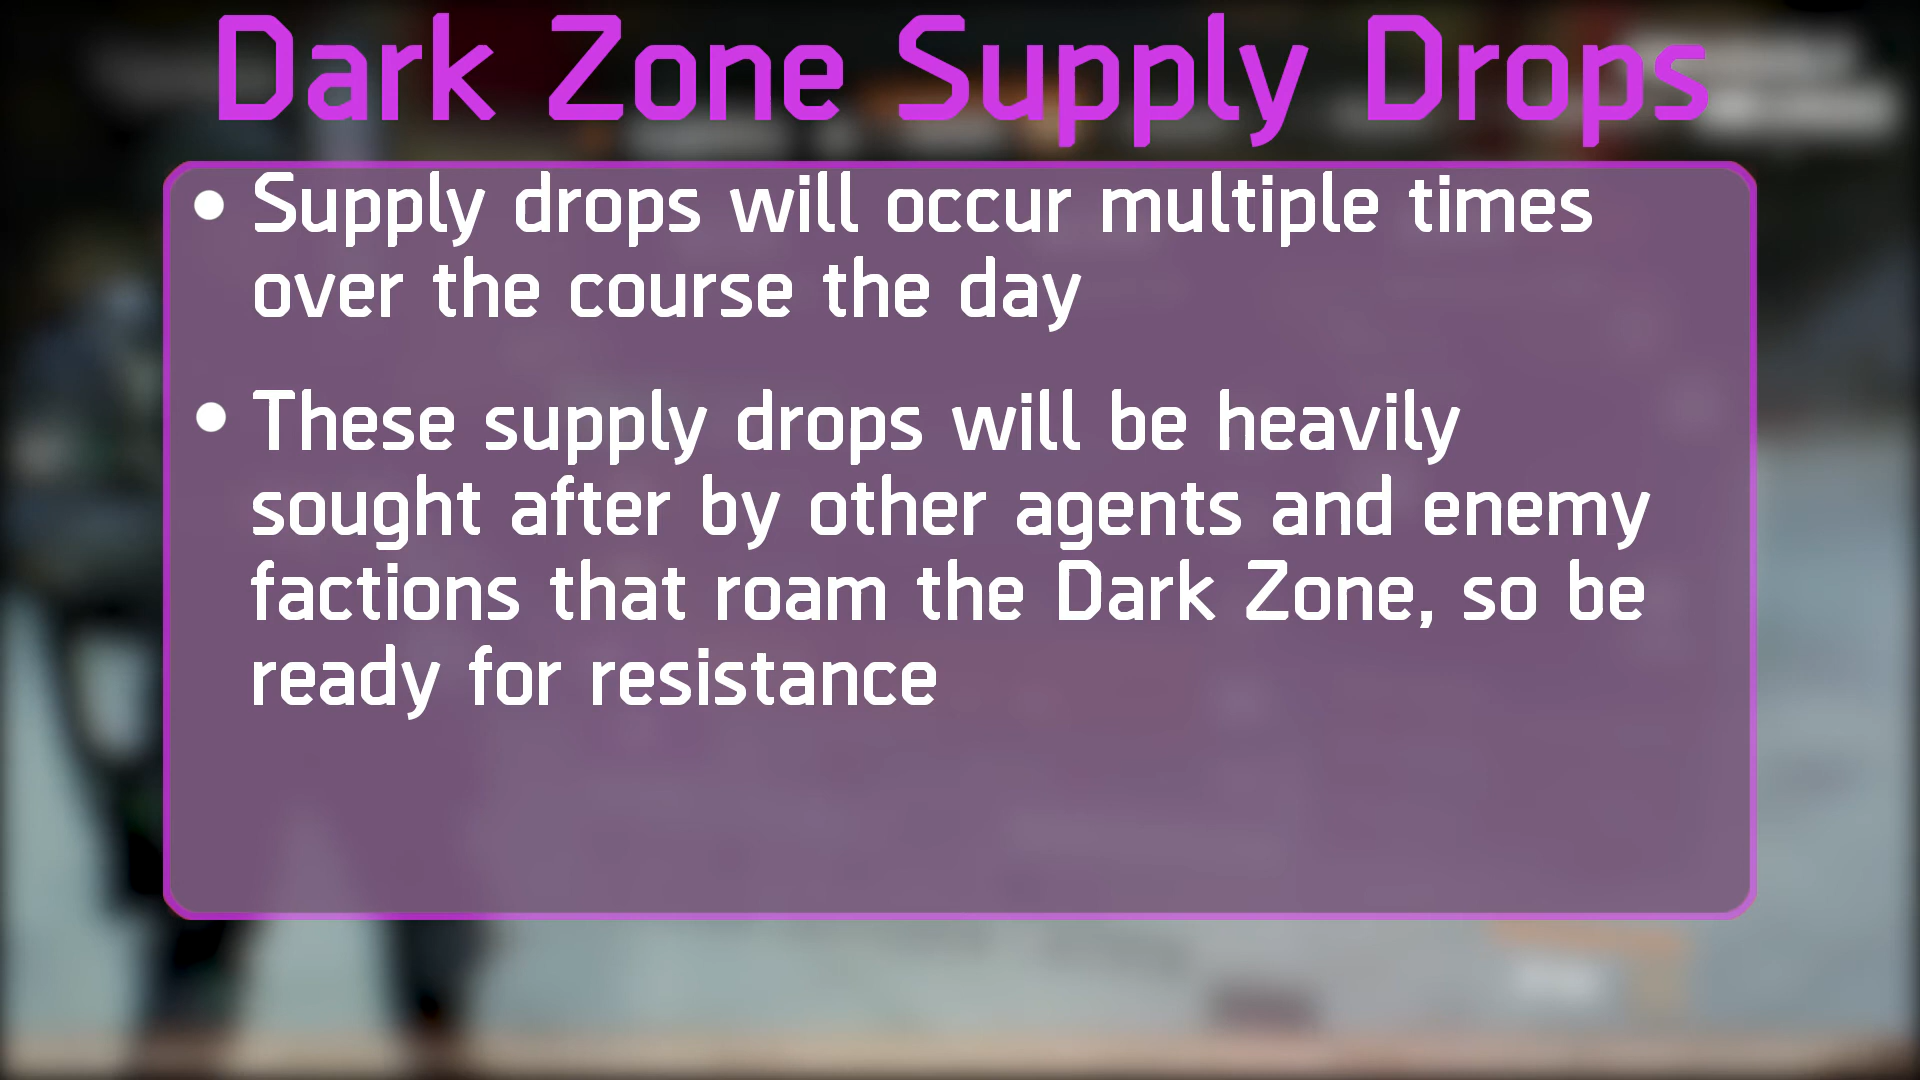 Dark Zone Supply Drops
• Supply drops will occur multiple times
over the course the day
• These supply drops will be heavily
sought after by other agents and enemy
factions that roam the Dark Zone, so be
ready for resistance